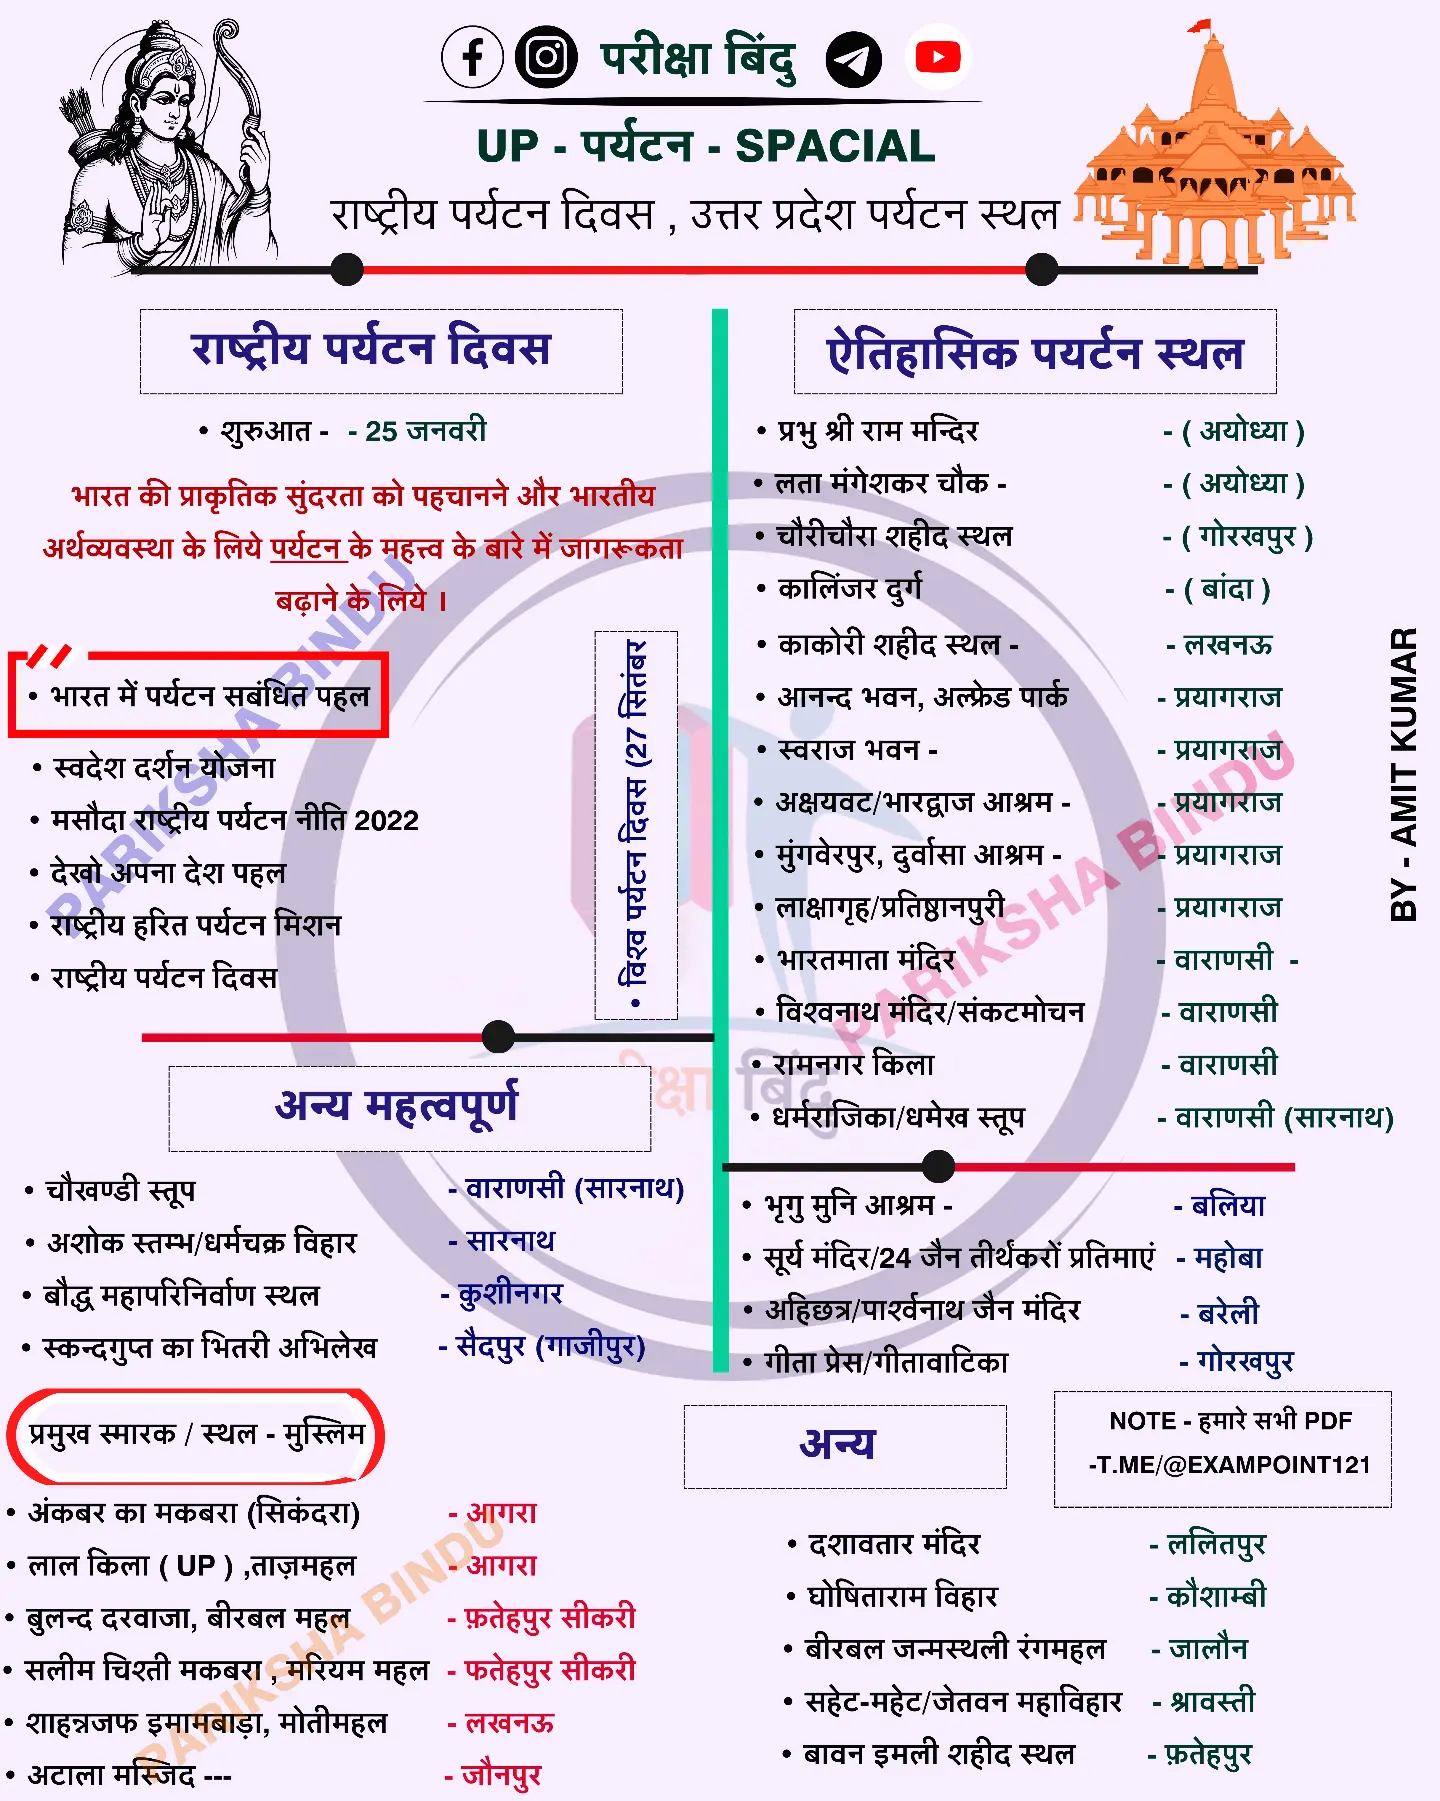 परीक्षा बिंदु
UP - पर्यटन - SPACIAL
राष्ट्रीय पर्यटन दिवस , उत्तर प्रदेश पर्यटन स्थल
राष्ट्रीय पर्यटन दिवस
• शुरुआत - - 25 जनवरी
भारत की प्राकृतिक सुंदरता को पहचानने और भारतीय
अर्थव्यवस्था के लिये पर्यटन के महत्त्व के बारे में जागरूकता
बढ़ाने के लिये ।
• भारत में पर्यटन सबंधित पहल
• स्वदेश दर्शन योजना
• मसौदा राष्ट्रीय पर्यटन नीति 2022
• देखो अपना देश पहल
• राष्ट्रीय हरित पर्यटन मिशन
• राष्ट्रीय पर्यटन दिवस
• विश्व पर्यटन दिवस (27 सितंबर
ऐतिहासिक पयर्टन स्थल
• प्रभु श्री राम मन्दिर - ( अयोध्या )
• लता मंगेशकर चौक - - ( अयोध्या )
• चौरीचौरा शहीद स्थल - ( गोरखपुर )
• कालिंजर दुर्ग - ( बांदा )
• काकोरी शहीद स्थल - - लखनऊ
• आनन्द भवन, अल्फ्रेड पार्क - प्रयागराज
• स्वराज भवन - - प्रयागराज
• अक्षयवट/भारद्वाज आश्रम - - प्रयागराज
• मुंगवेरपुर, दुर्वासा आश्रम - - प्रयागराज
• लाक्षागृह/प्रतिष्ठानपुरी - प्रयागराज
• भारतमाता मंदिर - वाराणसी -
• विश्वनाथ मंदिर/संकटमोचन - वाराणसी
• रामनगर किला - वाराणसी
• धर्मराजिका/धमेख स्तूप - वाराणसी (सारनाथ)
BY - AMIT KUMAR
अन्य महत्वपूर्ण
• चौखण्डी स्तूप - वाराणसी (सारनाथ)
• अशोक स्तम्भ/धर्मचक्र विहार - सारनाथ
• बौद्ध महापरिनिर्वाण स्थल - कुशीनगर
• स्कन्दगुप्त का भितरी अभिलेख - सैदपुर (गाजीपुर)
• भृगु मुनि आश्रम - - बलिया
• सूर्य मंदिर/24 जैन तीर्थंकरों प्रतिमाएं - महोबा
• अहिछत्र/पार्श्वनाथ जैन मंदिर - बरेली
• गीता प्रेस/गीतावाटिका - गोरखपुर
प्रमुख स्मारक / स्थल - मुस्लिम
• अंकबर का मकबरा (सिकंदरा) - आगरा
• लाल किला ( UP ) ,ताज़महल - आगरा
• बुलन्द दरवाजा, बीरबल महल - फ़तेहपुर सीकरी
• सलीम चिश्ती मकबरा , मरियम महल - फतेहपुर सीकरी
• शाहन्नजफ इमामबाड़ा, मोतीमहल - लखनऊ
• अटाला मस्जिद --- - जौनपुर
अन्य
NOTE - हमारे सभी PDF
-T.ME/@EXAMPOINT121
• दशावतार मंदिर - ललितपुर
• घोषिताराम विहार - कौशाम्बी
• बीरबल जन्मस्थली रंगमहल - जालौन
• सहेट-महेट/जेतवन महाविहार - श्रावस्ती
• बावन इमली शहीद स्थल - फ़तेहपुर
PARIKSHA BINDU
PARIKSHA BINDU
PARIKSHA BINDU
क्षा बिंदु